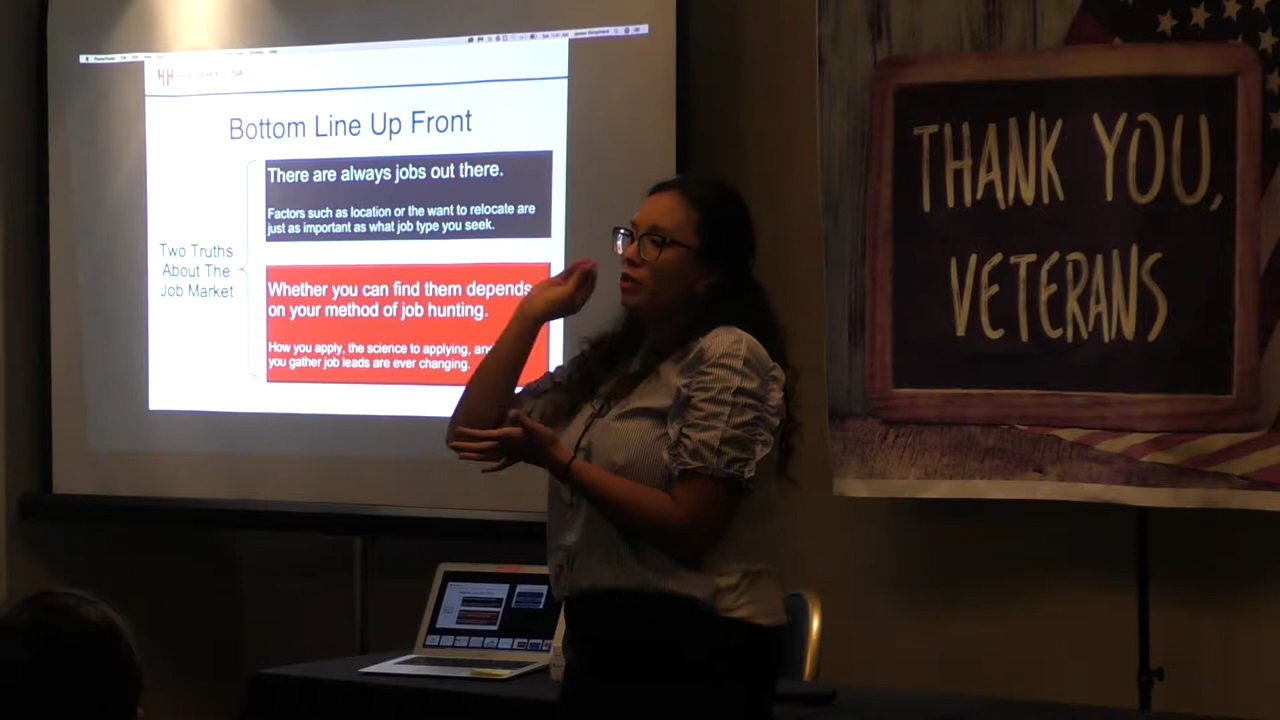 Bottom Line Up Front
Two Truths
About The
Job Market
There are always jobs out there.
Factors such as location or the want to relocate are
just as important as what job type you seek.
Whether you can find them depends
on your method of job hunting.
How you apply, the science to applying, and
you gather job leads are ever changing.
THANK YOU,
VETERANS